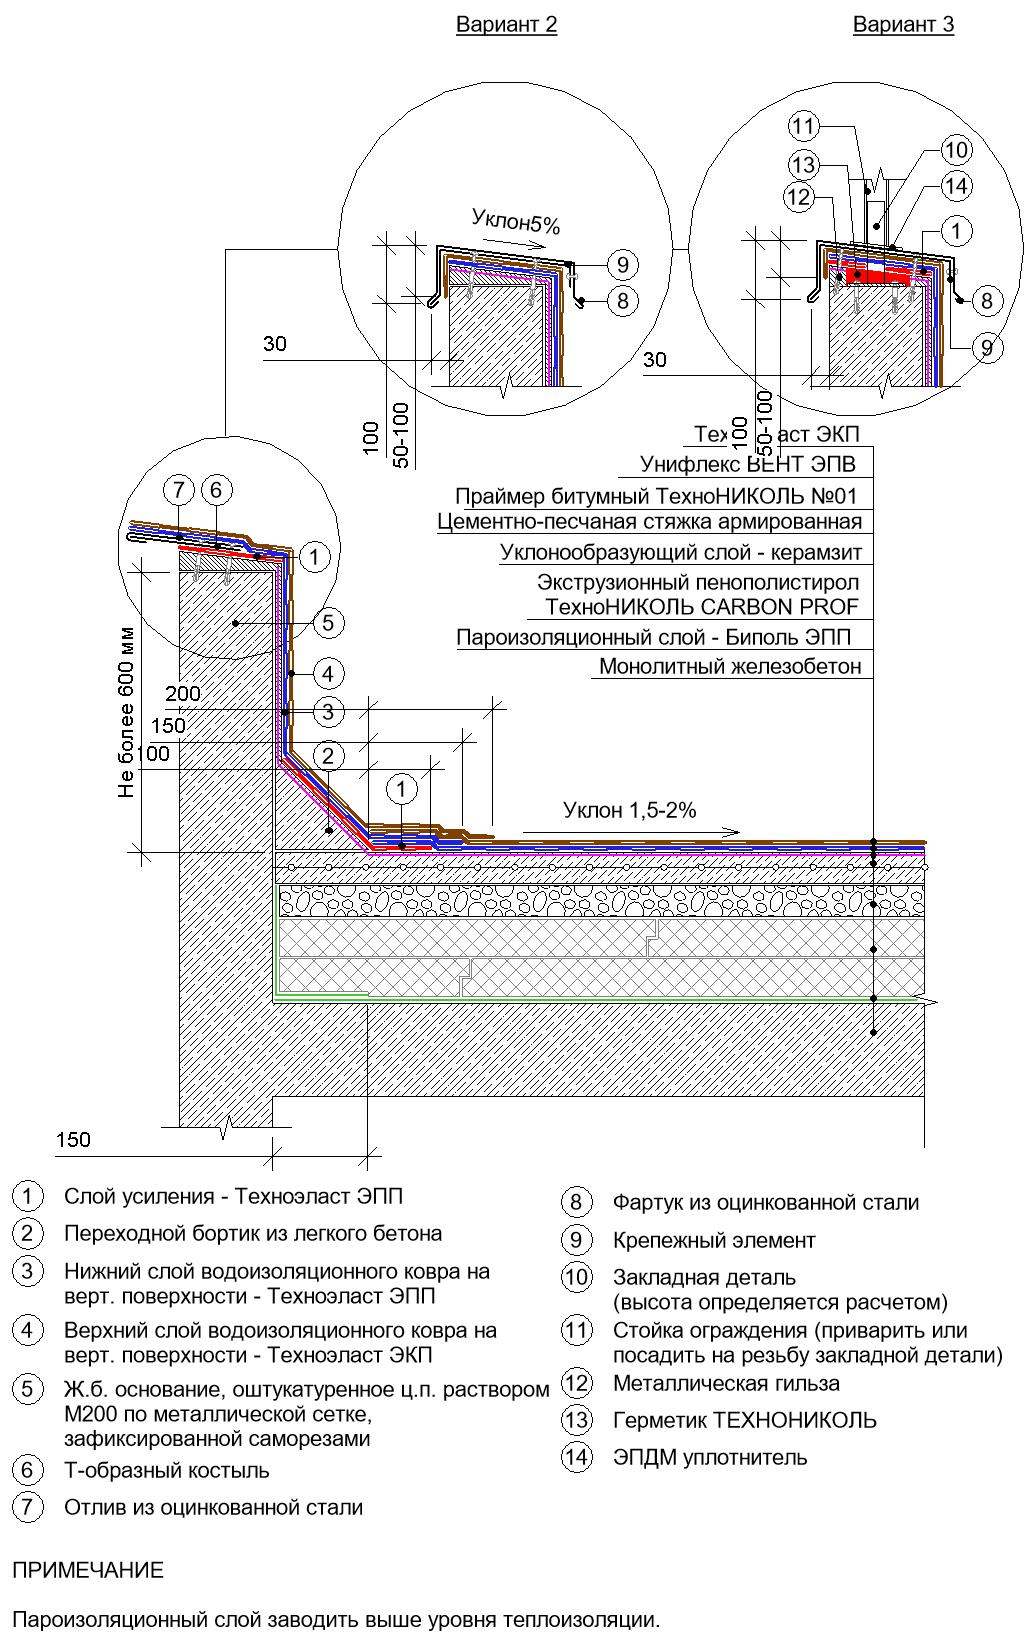 Вариант 2
Вариант 3
11
10
13
14
12
Уклон5%
1
9
8
8
30
9
30
100
50-100
100
50-100
Тех аст ЭКП
Унифлекс ВЕНТ ЭПВ
7
6
Праймер битумный ТехноНИКОЛЬ №01
Цементно-песчаная стяжка армированная
1
Уклонообразующий слой - керамзит
Экструзионный пенополистирол
ТехноНИКОЛЬ CARBON PROF
5
Пароизоляционный слой - Биполь ЭПП
Монолитный железобетон
Не более 600 мм
4
200
3
150
100
2
1
Уклон 1,5-2%
150
1 Слой усиления - Техноэласт ЭПП
2 Переходной бортик из легкого бетона
3 Нижний слой водоизоляционного ковра на
верт. поверхности - Техноэласт ЭПП
4 Верхний слой водоизоляционного ковра на
верт. поверхности - Техноэласт ЭКП
5 Ж.б. основание, оштукатуренное ц.п. раствором
М200 по металлической сетке,
зафиксированной саморезами
6 Т-образный костыль
7 Отлив из оцинкованной стали
8 Фартук из оцинкованной стали
9 Крепежный элемент
10 Закладная деталь
(высота определяется расчетом)
11 Стойка ограждения (приварить или
посадить на резьбу закладной детали)
12 Металлическая гильза
13 Герметик ТЕХНОНИКОЛЬ
14 ЭПДМ уплотнитель
ПРИМЕЧАНИЕ
Пароизоляционный слой заводить выше уровня теплоизоляции.